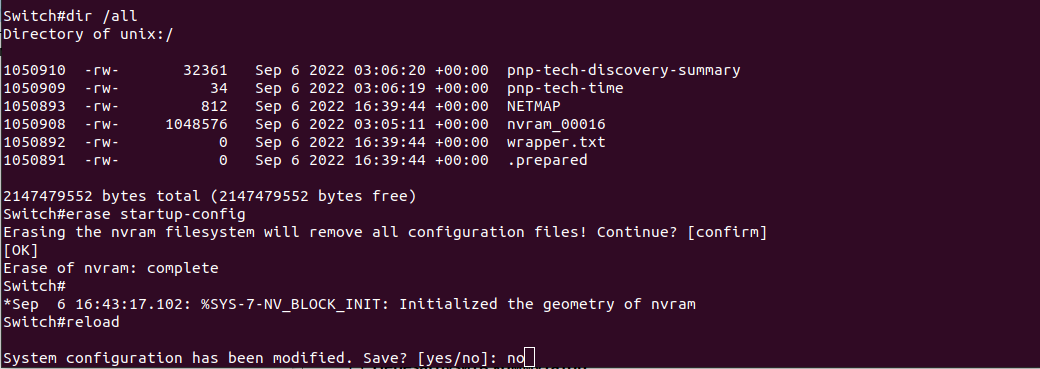 Switch#dir /all
Directory of unix:/
1050910 -rw- 32361 Sep 6 2022 03:06:20 +00:00 pnp-tech-discovery-summary
1050909 -rw- 34 Sep 6 2022 03:06:19 +00:00 pnp-tech-time
1050893 -rw- 812 Sep 6 2022 16:39:44 +00:00 NETMAP
1050908 -rw- 1048576 Sep 6 2022 03:05:11 +00:00 nvram_00016
1050892 -rw- 0 Sep 6 2022 16:39:44 +00:00 wrapper.txt
1050891 -rw- 0 Sep 6 2022 16:39:44 +00:00 .prepared
2147479552 bytes total (2147479552 bytes free)
Switch#erase startup-config
Erasing the nvram filesystem will remove all configuration files! Continue? [confirm]
[OK]
Erase of nvram: complete
Switch#
*Sep 6 16:43:17.102: %SYS-7-NV_BLOCK_INIT: Initialized the geometry of nvram
Switch#reload
System configuration has been modified. Save? [yes/no]: no